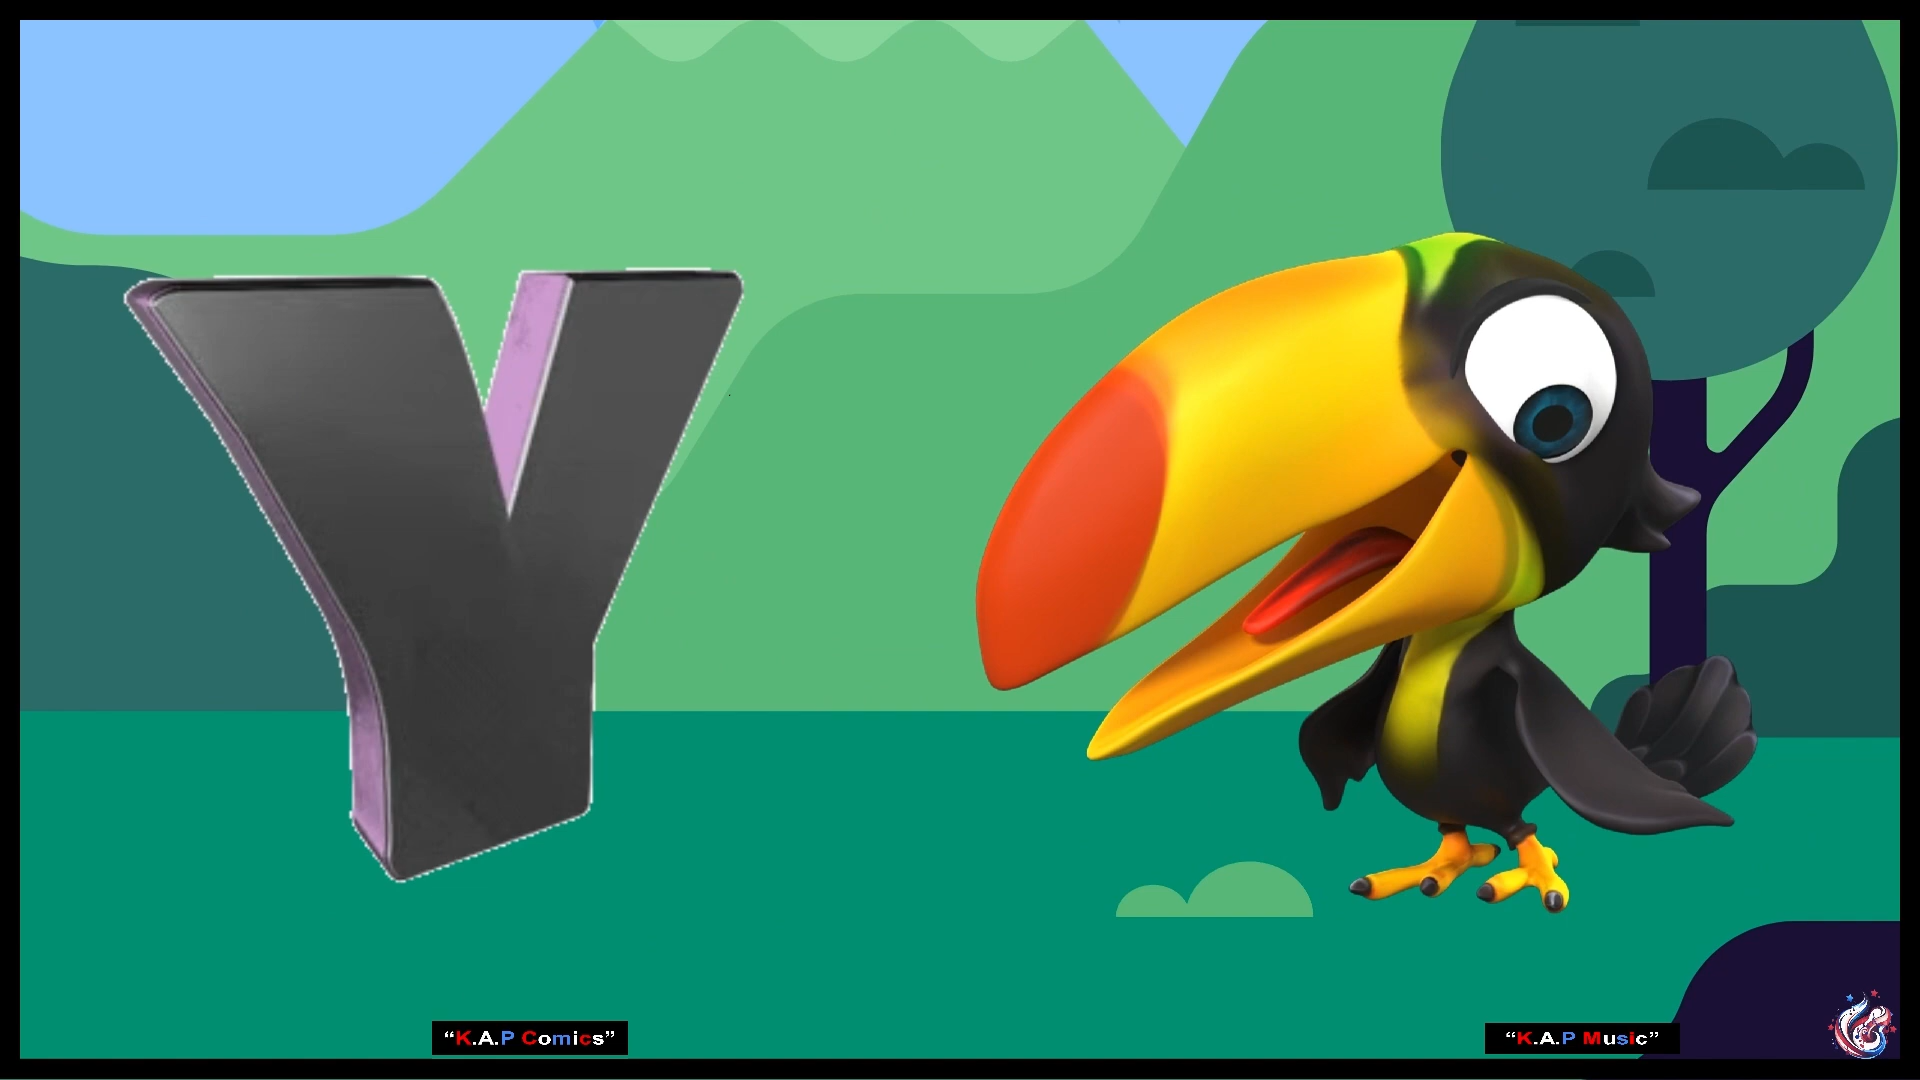 Y
“K.A.P Comics”
“K.A.P Music”